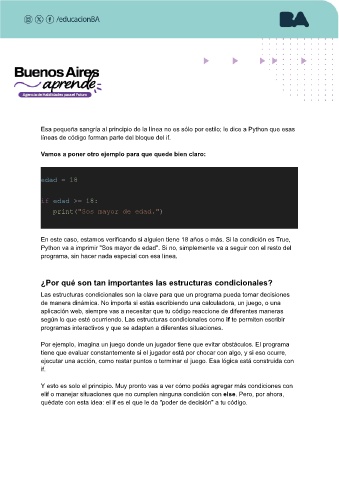 /educacionBA
BA
Buenos Aires
aprende
Agencia de Habilidades para el Futuro
Esa pequeña sangría al principio de la línea no es sólo por estilo; le dice a Python que esas
líneas de código forman parte del bloque del if.
Vamos a poner otro ejemplo para que quede bien claro:
edad = 18
if edad >= 18:
print("Sos mayor de edad.")
En este caso, estamos verificando si alguien tiene 18 años o más. Si la condición es True,
Python va a imprimir "Sos mayor de edad". Si no, simplemente va a seguir con el resto del
programa, sin hacer nada especial con esa línea.
¿Por qué son tan importantes las estructuras condicionales?
Las estructuras condicionales son la clave para que un programa pueda tomar decisiones
de manera dinámica. No importa si estás escribiendo una calculadora, un juego, o una
aplicación web, siempre vas a necesitar que tu código reaccione de diferentes maneras
según lo que esté ocurriendo. Las estructuras condicionales como if te permiten escribir
programas interactivos y que se adapten a diferentes situaciones.
Por ejemplo, imagina un juego donde un jugador tiene que evitar obstáculos. El programa
tiene que evaluar constantemente si el jugador está por chocar con algo, y si eso ocurre,
ejecutar una acción, como restar puntos o terminar el juego. Esa lógica está construida con
if.
Y esto es solo el principio. Muy pronto vas a ver cómo podés agregar más condiciones con
elif o manejar situaciones que no cumplen ninguna condición con else. Pero, por ahora,
quédate con esta idea: el if es el que le da "poder de decisión" a tu código.